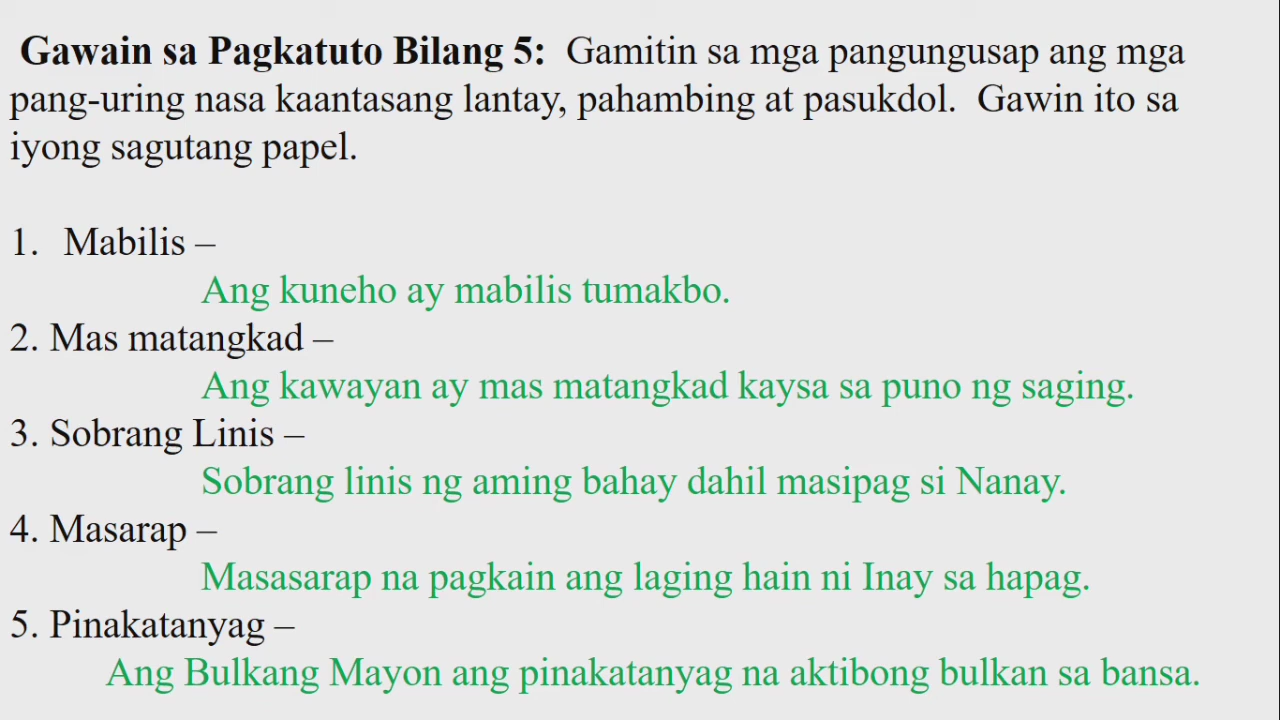 Gawain sa Pagkatuto Bilang 5: Gamitin sa mga pangungusap ang mga
pang-uring nasa kaantasang lantay, pahambing at pasukdol. Gawin ito sa
iyong sagutang papel.
1. Mabilis –
Ang kuneho ay mabilis tumakbo.
2. Mas matangkad –
Ang kawayan ay mas matangkad kaysa sa puno ng saging.
3. Sobrang Linis –
Sobrang linis ng aming bahay dahil masipag si Nanay.
4. Masarap –
Masasarap na pagkain ang laging hain ni Inay sa hapag.
5. Pinakatanyag –
Ang Bulkang Mayon ang pinakatanyag na aktibong bulkan sa bansa.